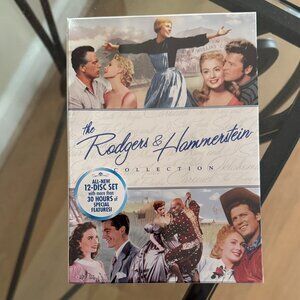 the
Rodgers & Hammerstein
COLLECTION
ALL-NEW
12-DISC SET
with more than
30 HOURS of
SPECIAL
FEATURES!